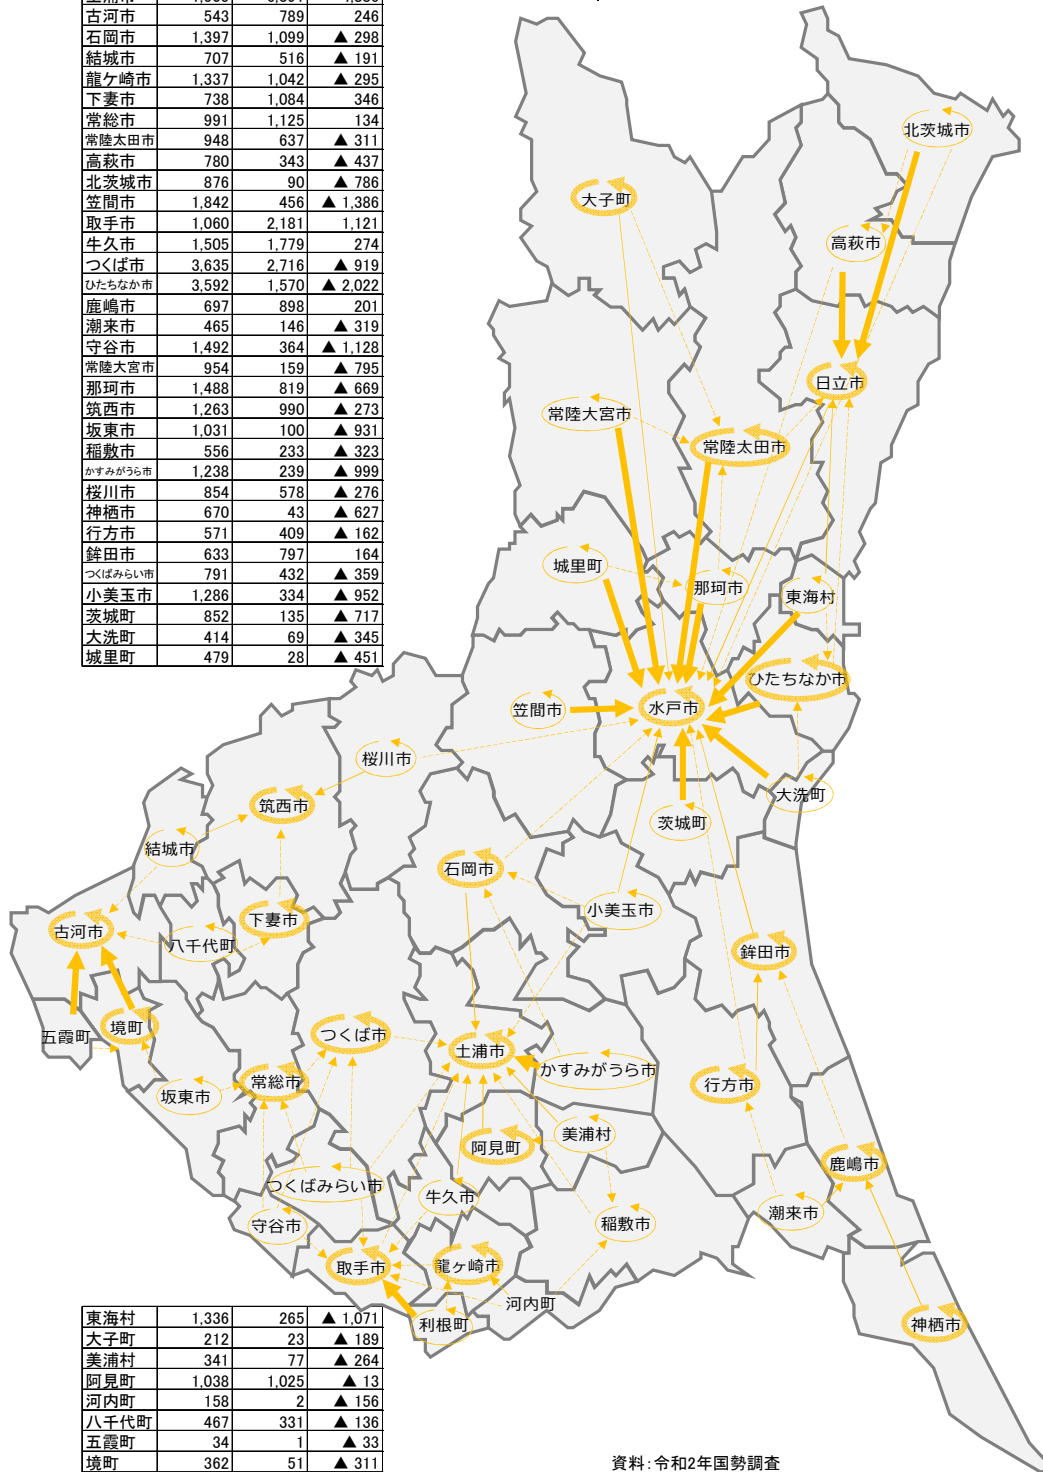 古河市 543 789 246
石岡市 1,397 1,099 ▲ 298
結城市 707 516 ▲ 191
龍ケ崎市 1,337 1,042 ▲ 295
下妻市 738 1,084 346
常総市 991 1,125 134
常陸太田市 948 637 ▲ 311
高萩市 780 343 ▲ 437
北茨城市 876 90 ▲ 786
笠間市 1,842 456 ▲ 1,386
取手市 1,060 2,181 1,121
牛久市 1,505 1,779 274
つくば市 3,635 2,716 ▲ 919
ひたちなか市 3,592 1,570 ▲ 2,022
鹿嶋市 697 898 201
潮来市 465 146 ▲ 319
守谷市 1,492 364 ▲ 1,128
常陸大宮市 954 159 ▲ 795
那珂市 1,488 819 ▲ 669
筑西市 1,263 990 ▲ 273
坂東市 1,031 100 ▲ 931
稲敷市 556 233 ▲ 323
かすみがうら市 1,238 239 ▲ 999
桜川市 854 578 ▲ 276
神栖市 670 43 ▲ 627
行方市 571 409 ▲ 162
鉾田市 633 797 164
つくばみらい市 791 432 ▲ 359
小美玉市 1,286 334 ▲ 952
茨城町 852 135 ▲ 717
大洗町 414 69 ▲ 345
城里町 479 28 ▲ 451
北茨城市
大子町
高萩市
日立市
常陸大宮市
常陸太田市
城里町
那珂市
東海村
ひたちなか市
笠間市
水戸市
桜川市
大洗町
筑西市
茨城町
結城市
石岡市
小美玉市
下妻市
古河市
八千代町
鉾田市
境町
五霞町
つくば市
土浦市
かすみがうら市
常総市
行方市
坂東市
美浦村
阿見町
鹿嶋市
つくばみらい市
牛久市
潮来市
稲敷市
守谷市
取手市
龍ヶ崎市
河内町
利根町
神栖市
東海村 1,336 265 ▲ 1,071
大子町 212 23 ▲ 189
美浦村 341 77 ▲ 264
阿見町 1,038 1,025 ▲ 13
河内町 158 2 ▲ 156
八千代町 467 331 ▲ 136
五霞町 34 1 ▲ 33
境町 362 51 ▲ 311
資料:令和2年国勢調査